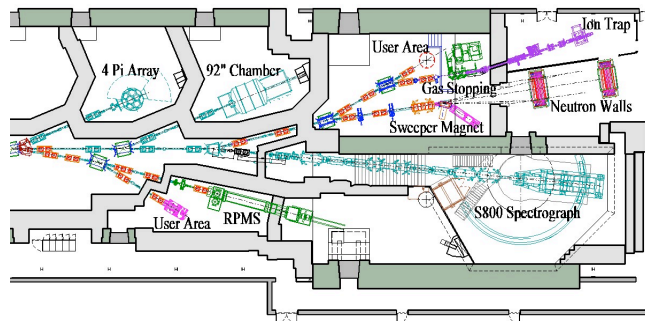 Ion Trap
User Area
4 Pi Array
92" Chamber
Gas Stopping
Neutron Walls
Sweeper Magnet
S800 Spectrograph
RPMS
User Area